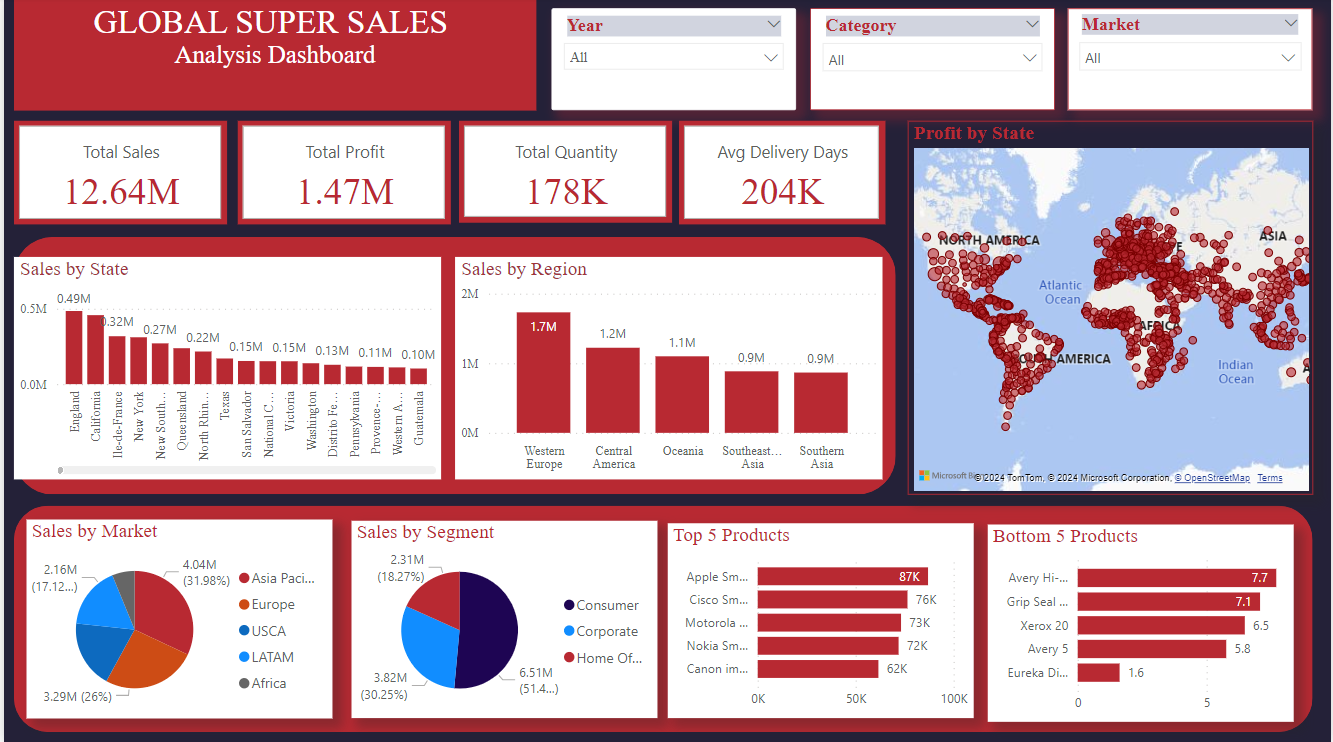 GLOBAL SUPER SALES
Analysis Dashboard
Year
All
Category
All
Market
All
Total Sales
12.64M
Total Profit
1.47M
Total Quantity
178K
Avg Delivery Days
204K
Profit by State
NORTH AMERICA
ASIA
Atlantic
Ocean
AFRICA
AMERICA
Indian
Ocean
Microsoft
©2024 TomTom, © 2024 Microsoft Corporation, © OpenStreetMap Terms
Sales by State
0.5M
0.0M
0.49M
0.32M
0.27M
0.22M
0.15M
0.15M
0.13M
0.11M
0.10M
England
California
Ile-de-France
New York
New South...
Queensland
North Rhin...
Texas
San Salvador
National C...
Victoria
Washington
Distrito Fe...
Pennsylvania
Provence-...
Western A...
Guatemala
Sales by Region
2M
1M
0M
1.7M
1.2M
1.1M
0.9M
0.9M
Western
Europe
Central
America
Oceania
Southeast...
Asia
Southern
Asia
Sales by Market
4.04M
(31.98%)
2.16M
(17.12...)
3.29M (26%)
Asia Paci...
Europe
USCA
LATAM
Africa
Sales by Segment
2.31M
(18.27%)
3.82M
(30.25%)
6.51M
(51.4...)
Consumer
Corporate
Home Of...
Top 5 Products
Apple Sm... 87K
Cisco Sm... 76K
Motorola ... 73K
Nokia Sm... 72K
Canon im... 62K
0K 50K 100K
Bottom 5 Products
Avery Hi-... 7.7
Grip Seal ... 7.1
Xerox 20 6.5
Avery 5 5.8
Eureka Di... 1.6
0 5